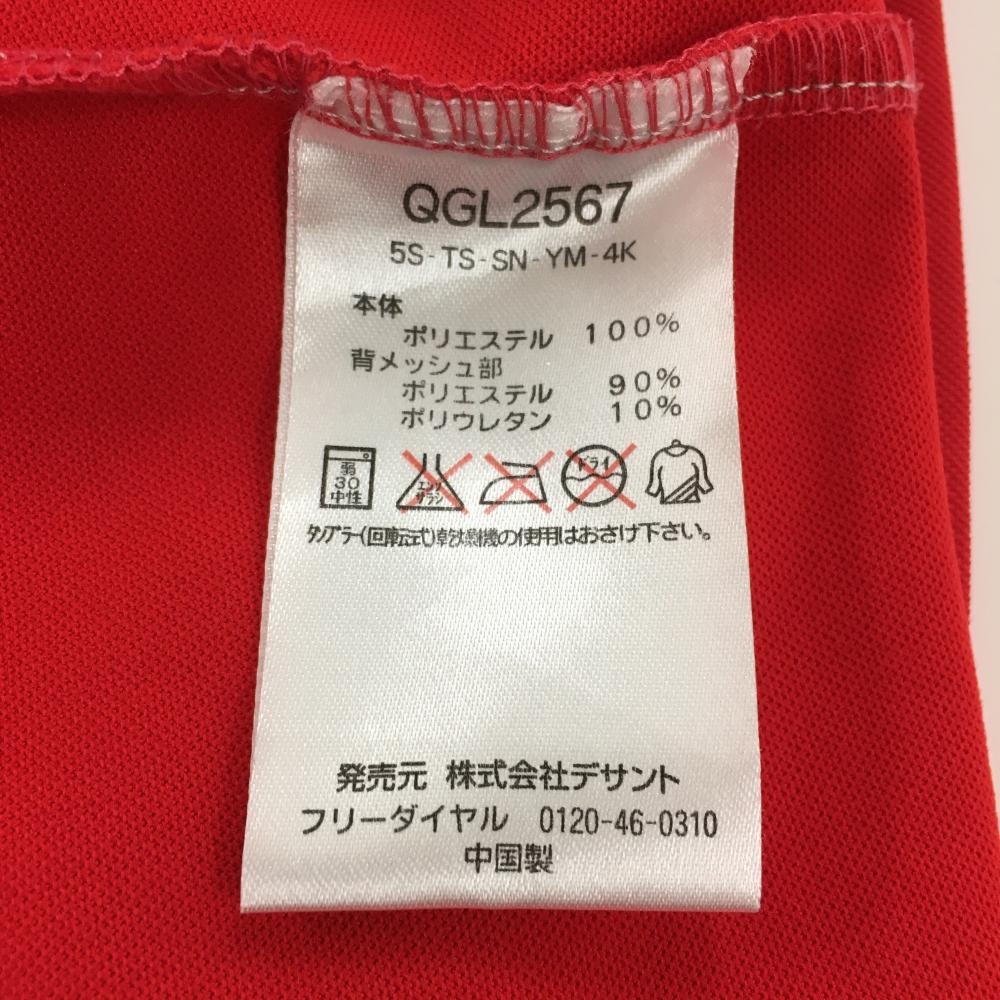 QGL2567
5S-TS-SN-YM-4K
本体
ポリエステル 100%
背メッシュ部
ポリエステル 90%
ポリウレタン 10%
弱
30
中性
エンソ
サラシ
ドライ
タンブラー(回転式)乾燥機の使用はおさけ下さい。
発売元 株式会社デサント
フリーダイヤル 0120-46-0310
中国製